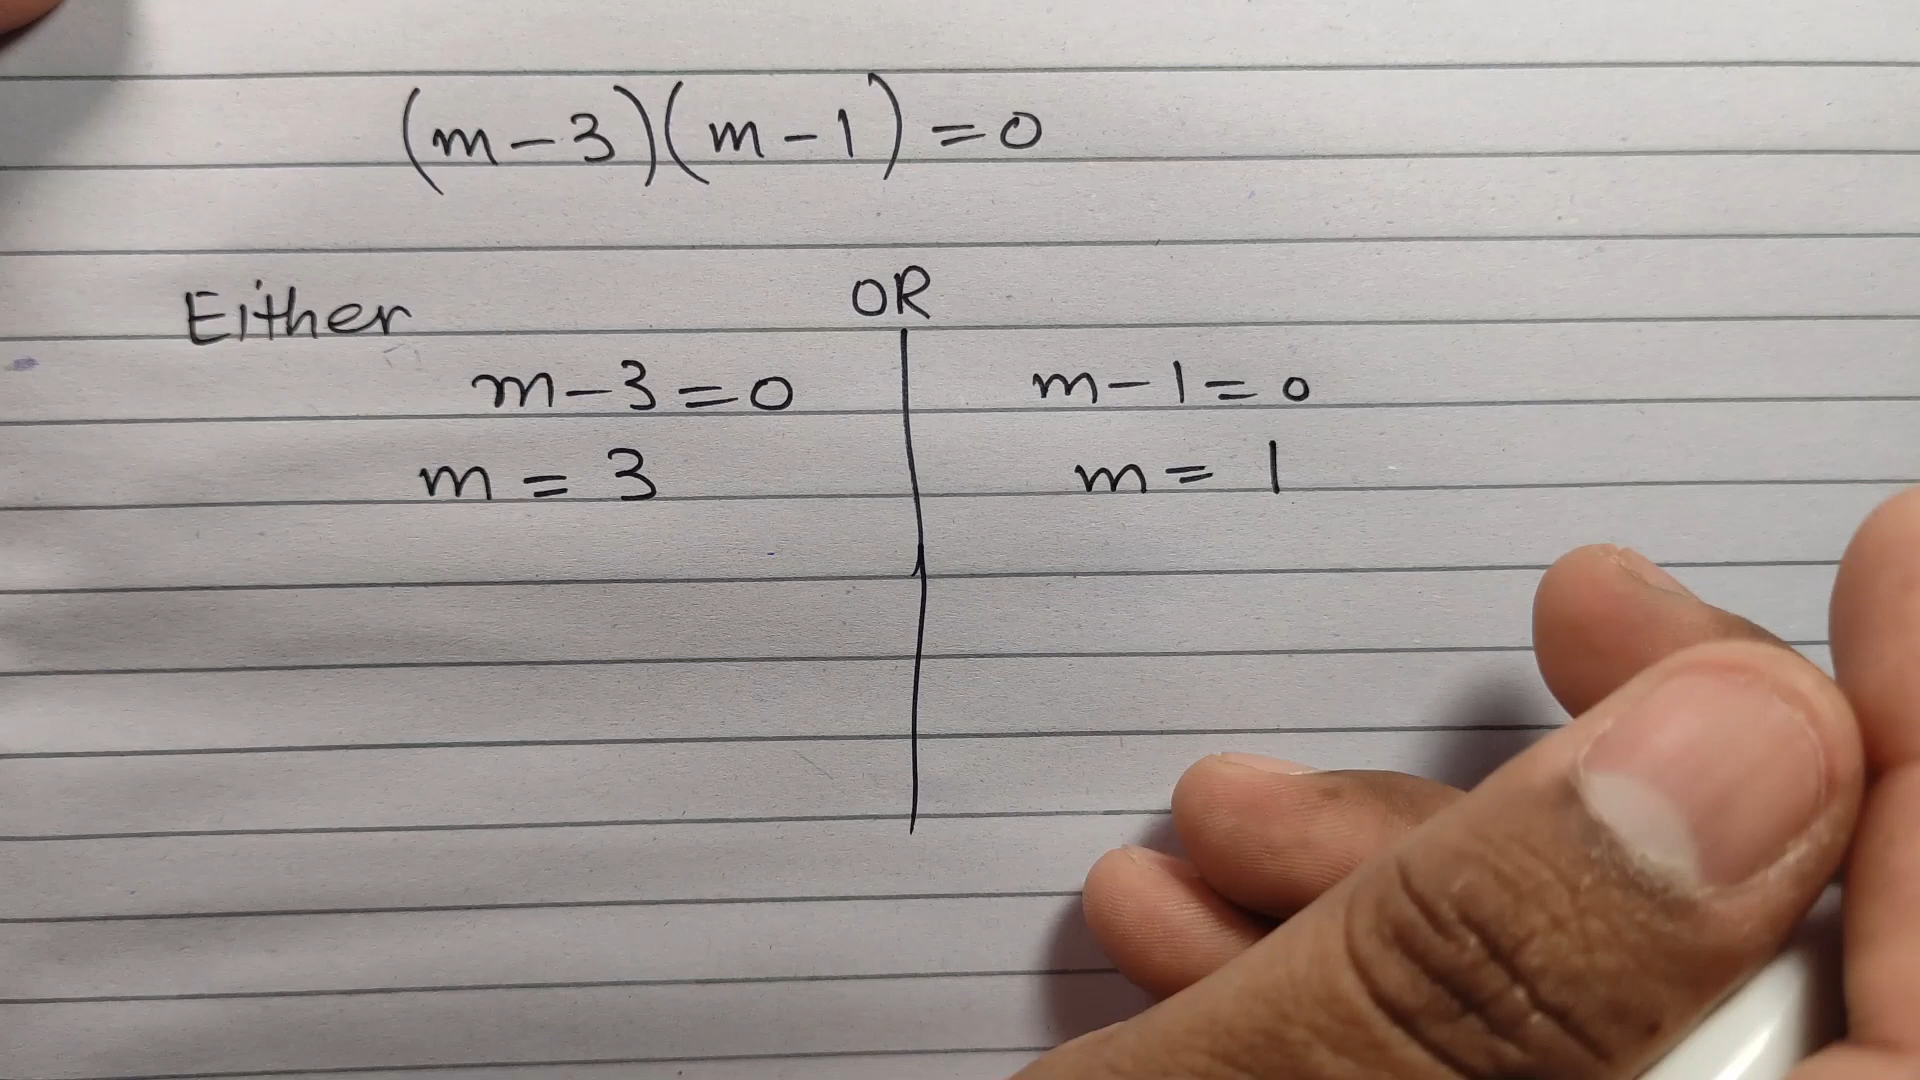 (m-3)(m-1)=0
Either OR
m-3=0 m-1=0
m = 3 m = 1